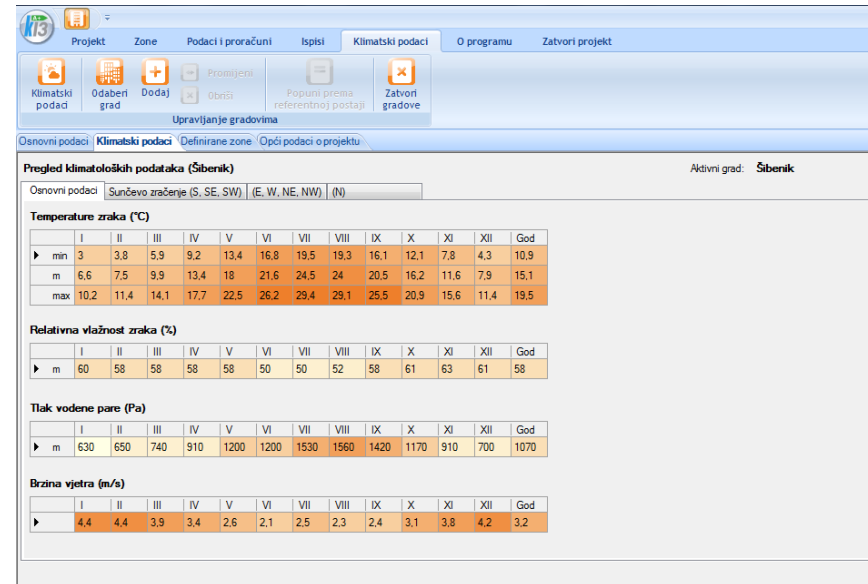 Ki3 A+
Projekt Zone Podaci i proračuni Ispisi Klimatski podaci O programu Zatvori projekt
Klimatski podaci Odaberi grad Dodaj Promijeni Obriši Popuni prema referentnoj postaji Zatvori gradove
Upravljanje gradovima
Osnovni podaci Klimatski podaci Definirane zone Opći podaci o projektu
Pregled klimatoloških podataka (Šibenik) Aktivni grad: Šibenik
Osnovni podaci Sunčevo zračenje (S, SE, SW) (E, W, NE, NW) (N)
Temperature zraka (°C)
I II III IV V VI VII VIII IX X XI XII God
min 3 3,8 5,9 9,2 13,4 16,8 19,5 19,3 16,1 12,1 7,8 4,3 10,9
m 6,6 7,5 9,9 13,4 18 21,6 24,5 24 20,5 16,2 11,6 7,9 15,1
max 10,2 11,4 14,1 17,7 22,5 26,2 29,4 29,1 25,5 20,9 15,6 11,4 19,5
Relativna vlažnost zraka (%)
I II III IV V VI VII VIII IX X XI XII God
m 60 58 58 58 58 50 50 52 58 61 63 61 58
Tlak vodene pare (Pa)
I II III IV V VI VII VIII IX X XI XII God
m 630 650 740 910 1200 1200 1530 1560 1420 1170 910 700 1070
Brzina vjetra (m/s)
I II III IV V VI VII VIII IX X XI XII God
4,4 4,4 3,9 3,4 2,6 2,1 2,5 2,3 2,4 3,1 3,8 4,2 3,2